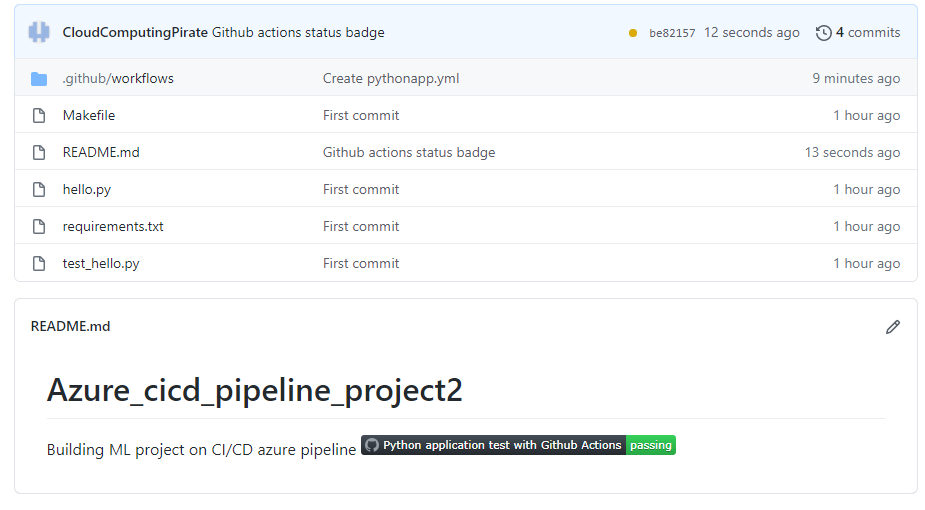 CloudComputingPirate Github actions status badge be82157 12 seconds ago 4 commits
.github/workflows Create pythonapp.yml 9 minutes ago
Makefile First commit 1 hour ago
README.md Github actions status badge 13 seconds ago
hello.py First commit 1 hour ago
requirements.txt First commit 1 hour ago
test_hello.py First commit 1 hour ago
README.md
Azure_cicd_pipeline_project2
Building ML project on CI/CD azure pipeline Python application test with Github Actions passing